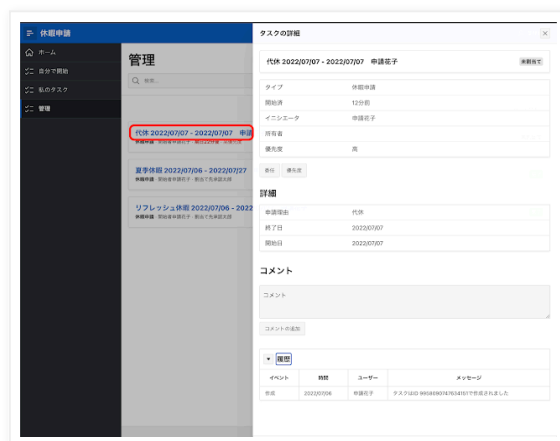 休暇申請
ホーム
自分で開始
私のタスク
管理
管理
検索...
代休 2022/07/07 - 2022/07/07 申請
夏季休暇 2022/07/06 - 2022/07/27
リフレッシュ休暇 2022/07/06 - 2022
タスクの詳細
代休 2022/07/07 - 2022/07/07 申請花子
未割当て
タイプ 休暇申請
開始済 12分前
イニシエータ 申請花子
所有者
優先度 高
委任 優先度
詳細
申請理由 代休
終了日 2022/07/07
開始日 2022/07/07
コメント
コメント
コメントの追加
履歴
イベント 時間 ユーザー メッセージ
作成 2022/07/06 申請花子